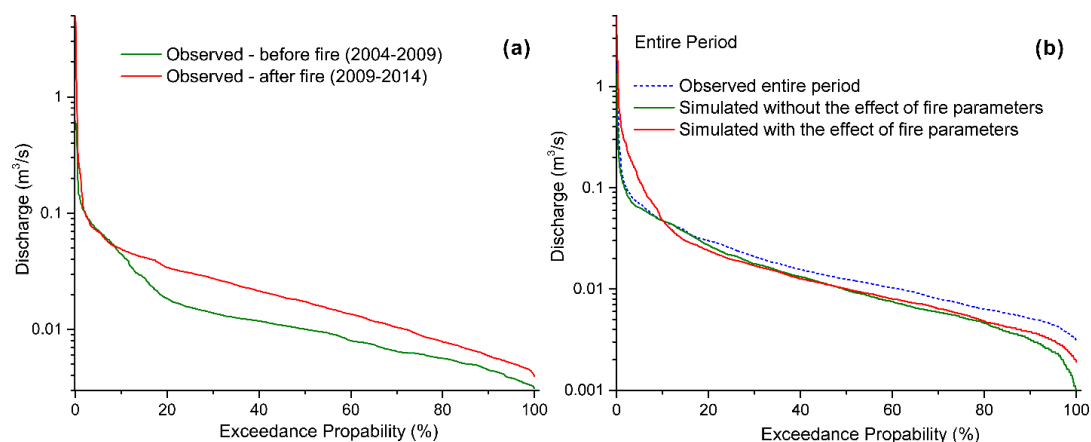 (a)
Observed - before fire (2004-2009)
Observed - after fire (2009-2014)
Discharge (m³/s)
1
0.1
0.01
0 20 40 60 80 100
Exceedance Propability (%)
Entire Period
(b)
Observed entire period
Simulated without the effect of fire parameters
Simulated with the effect of fire parameters
Discharge (m³/s)
1
0.1
0.01
0.001
0 20 40 60 80 100
Exceedance Propability (%)